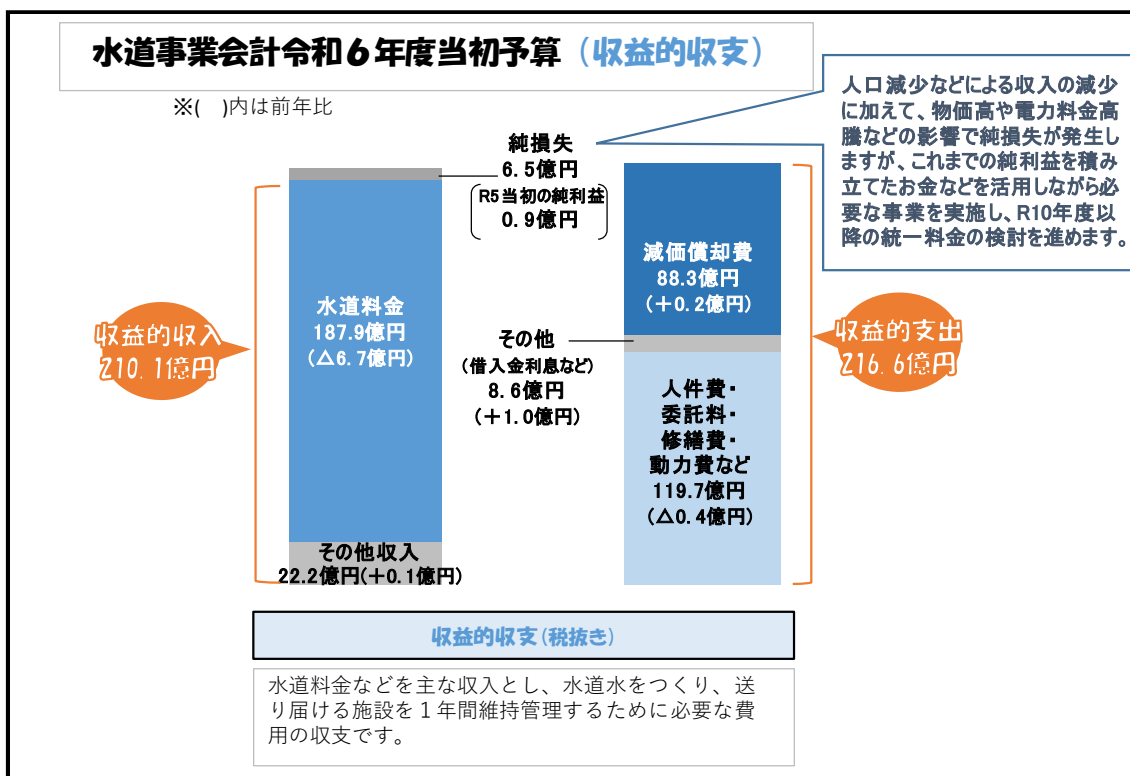 水道事業会計令和６年度当初予算（収益的収支）
※(　)内は前年比
人口減少などによる収入の減少
に加えて、物価高や電力料金高
騰などの影響で純損失が発生し
ますが、これまでの純利益を積み
立てたお金などを活用しながら必
要な事業を実施し、R10年度以
降の統一料金の検討を進めます。
純損失
6.5億円
R5当初の純利益
0.9億円
水道料金
187.9億円
(△6.7億円)
収益的収入
210.1億円
その他収入
22.2億円(＋0.1億円)
減価償却費
88.3億円
(＋0.2億円)
その他
(借入金利息など)
8.6億円
(＋1.0億円)
人件費・
委託料・
修繕費・
動力費など
119.7億円
(△0.4億円)
収益的支出
216.6億円
収益的収支(税抜き)
水道料金などを主な収入とし、水道水をつくり、送
り届ける施設を１年間維持管理するために必要な費
用の収支です。